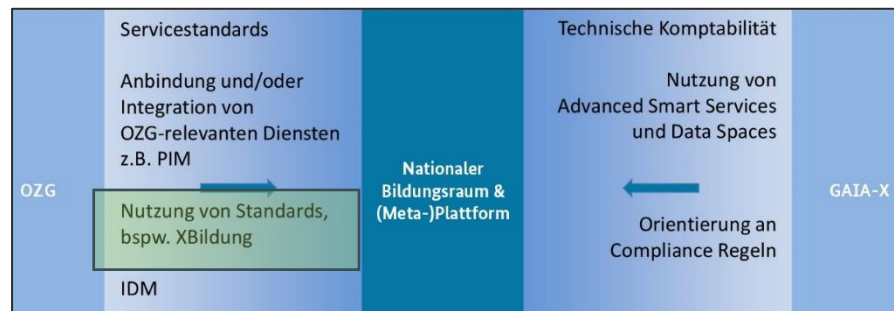 OZG
Servicestandards
Anbindung und/oder
Integration von
OZG-relevanten Diensten
z.B. PIM
Nutzung von Standards,
bspw. XBildung
IDM
Nationaler
Bildungsraum &
(Meta-)Plattform
Technische Komptabilität
Nutzung von
Advanced Smart Services
und Data Spaces
Orientierung an
Compliance Regeln
GAIA-X